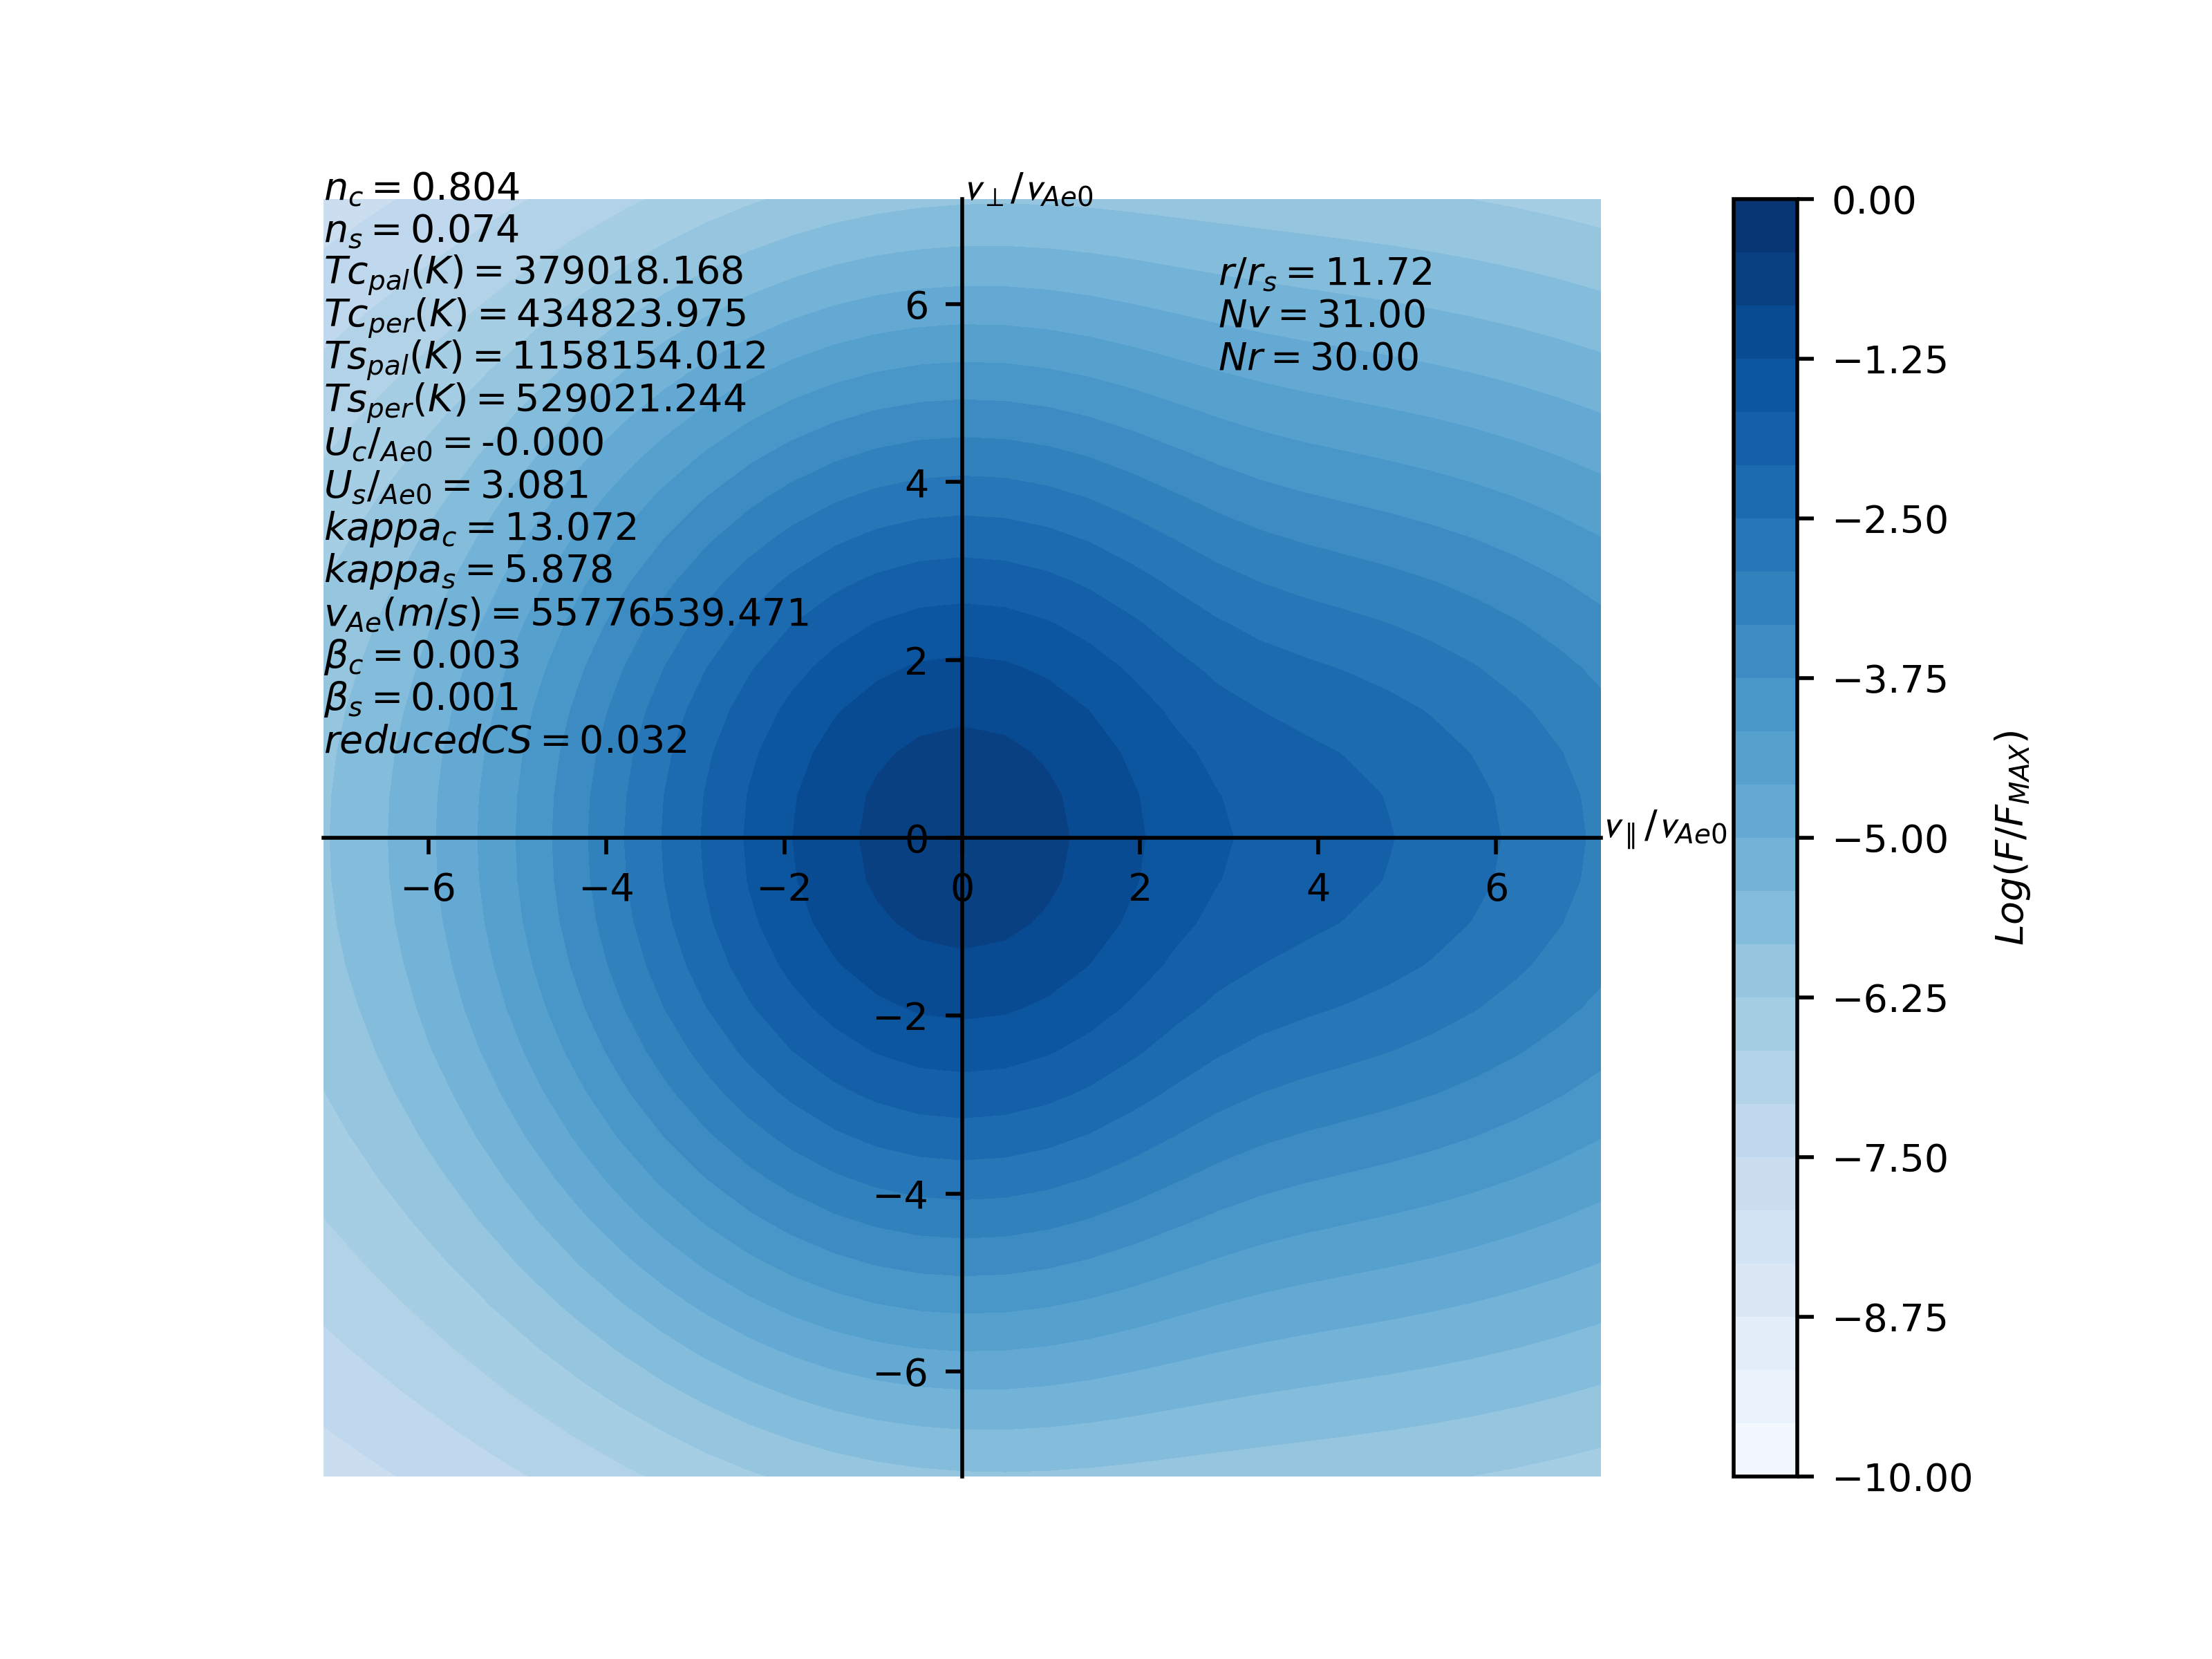 n_c = 0.804
n_s = 0.074
Tc_pal(K) = 379018.168
Tc_per(K) = 434823.975
Ts_pal(K) = 1158154.012
Ts_per(K) = 529021.244
U_c/_Ae0 = -0.000
U_s/_Ae0 = 3.081
kappa_c = 13.072
kappa_s = 5.878
v_Ae(m/s) = 55776539.471
β_c = 0.003
β_s = 0.001
reducedCS = 0.032
v_⊥/v_Ae0
r/r_s = 11.72
Nv = 31.00
Nr = 30.00
6
4
2
0
−2
−4
−6
−6 −4 −2 0 2 4 6
v_∥/v_Ae0
0.00
−1.25
−2.50
−3.75
−5.00
−6.25
−7.50
−8.75
−10.00
Log(F/F_MAX)